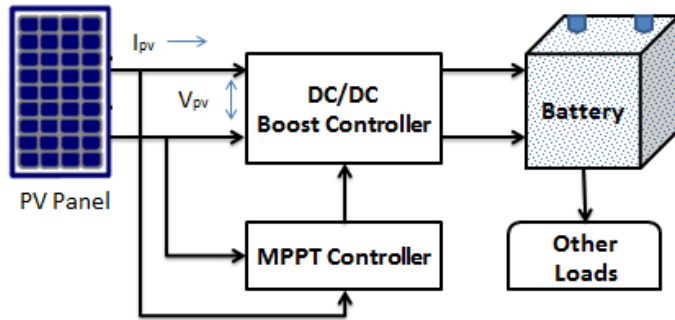 Ipv
Vpv
DC/DC
Boost Controller
Battery
PV Panel
MPPT Controller
Other
Loads